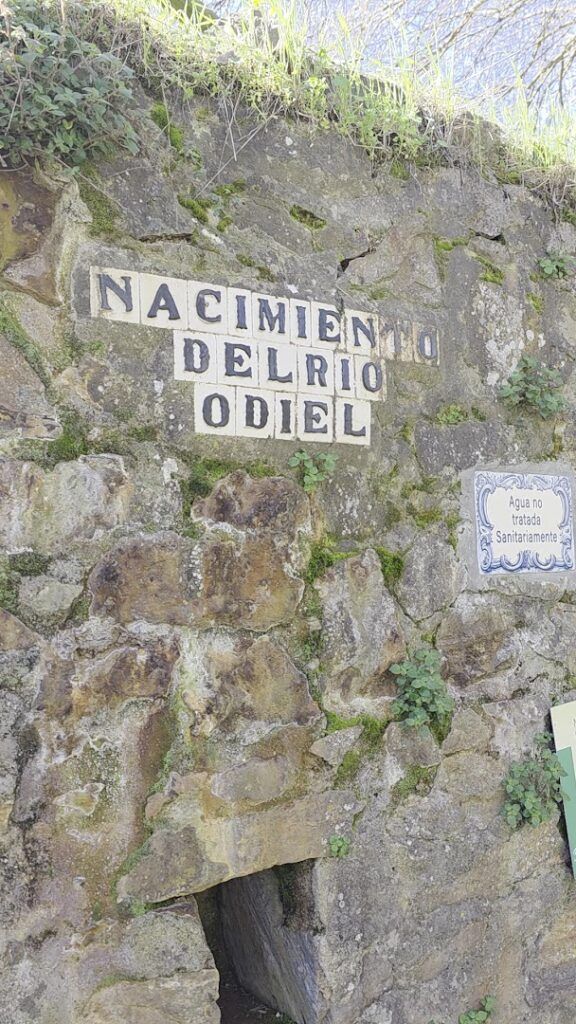 NACIMIENTO
DEL RIO
ODIEL
Agua no
tratada
Sanitariamente